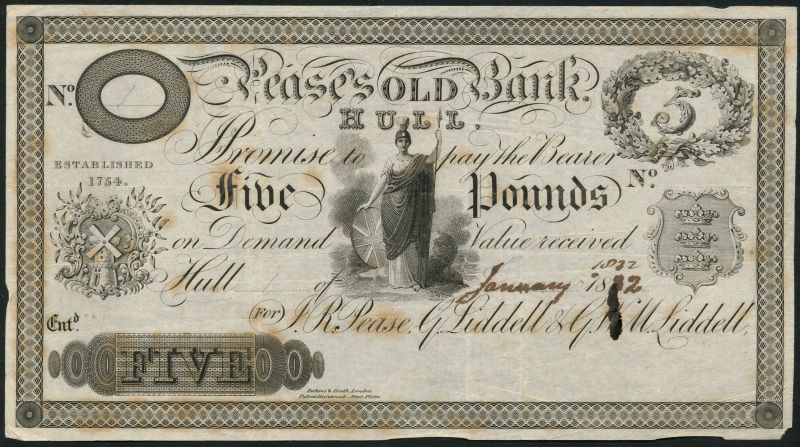 No.
Pease's OLD Bank.
HULL.
5
ESTABLISHED
1754.
I Promise to pay the Bearer
No.
Five Pounds
on Demand Value received
1832
Hull of January 1832
Entd.
For J. R. Pease, G. Liddell & G. W. Liddell,
FIVE
Perkins & Heath, London.
Patent Hardened Steel Plate.